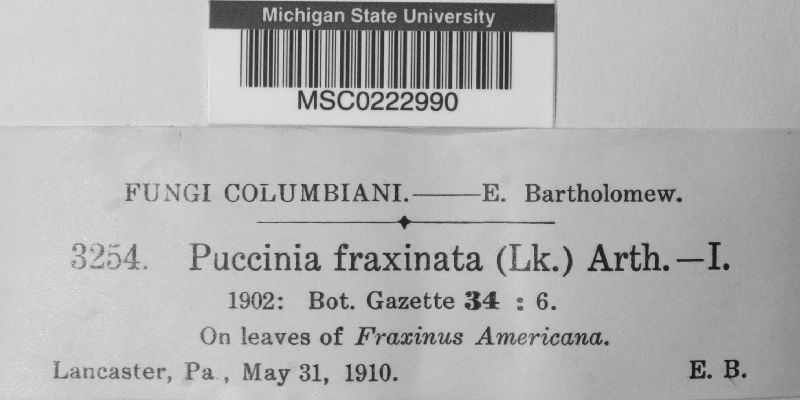 Michigan State University
MSC0222990
FUNGI COLUMBIANI.——E. Bartholomew.
3254. Puccinia fraxinata (Lk.) Arth.—I.
1902: Bot. Gazette 34 : 6.
On leaves of Fraxinus Americana.
Lancaster, Pa., May 31, 1910. E. B.